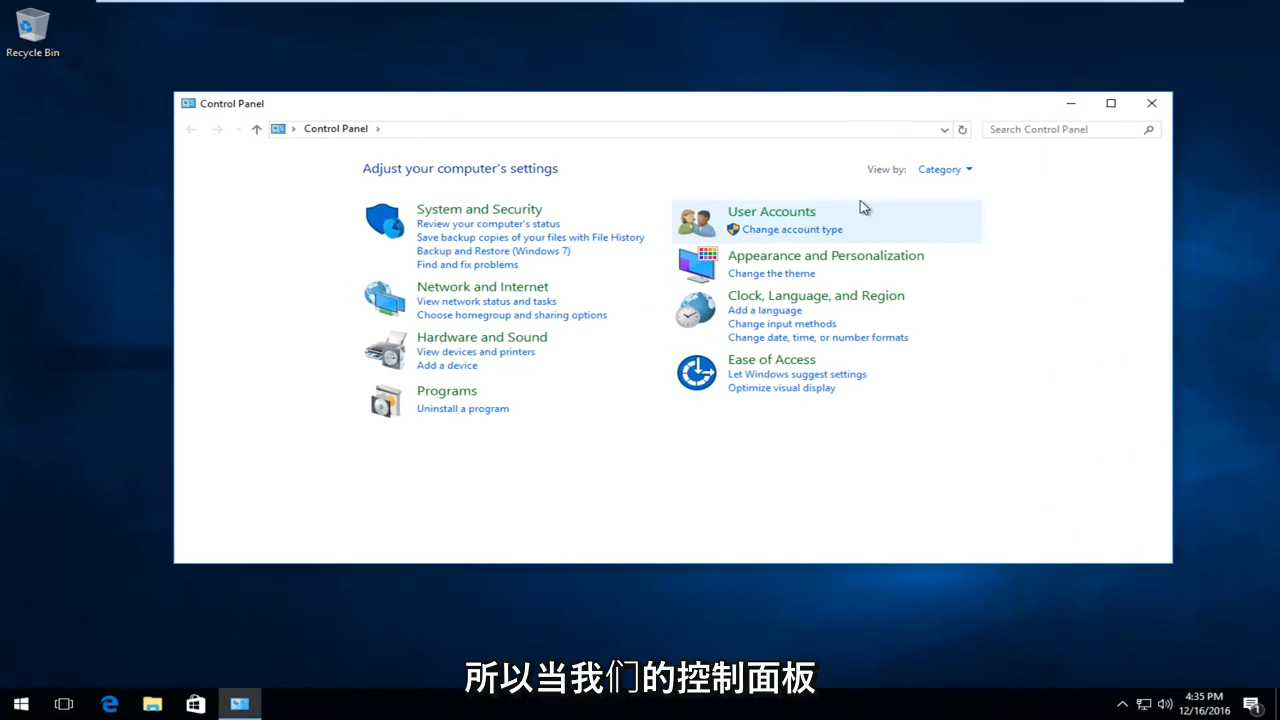 Recycle Bin
Control Panel
Control Panel
Search Control Panel
Adjust your computer's settings
View by: Category
System and Security
Review your computer's status
Save backup copies of your files with File History
Backup and Restore (Windows 7)
Find and fix problems
Network and Internet
View network status and tasks
Choose homegroup and sharing options
Hardware and Sound
View devices and printers
Add a device
Programs
Uninstall a program
User Accounts
Change account type
Appearance and Personalization
Change the theme
Clock, Language, and Region
Add a language
Change input methods
Change date, time, or number formats
Ease of Access
Let Windows suggest settings
Optimize visual display
所以当我们的控制面板
4:35 PM
12/16/2016
1